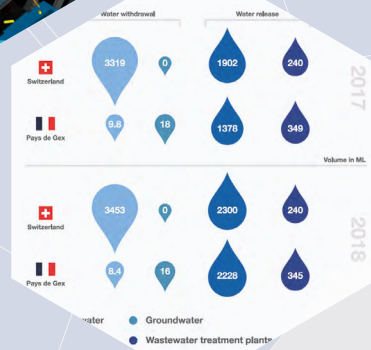 Water withdrawal Water release
3319 0 1902 240
Switzerland
2017
9.8 18 1378 349
Pays de Gex
Volume in ML
3453 0 2300 240
Switzerland
2018
8.4 16 2228 345
Pays de Gex
Groundwater
Wastewater treatment plants